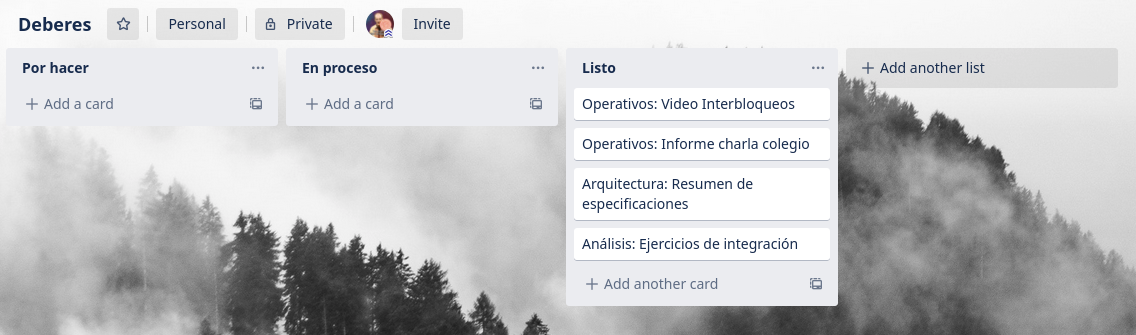 Deberes
Personal
Private
Invite
Por hacer
Add a card
En proceso
Add a card
Listo
Operativos: Video Interbloqueos
Operativos: Informe charla colegio
Arquitectura: Resumen de
especificaciones
Análisis: Ejercicios de integración
Add another card
Add another list